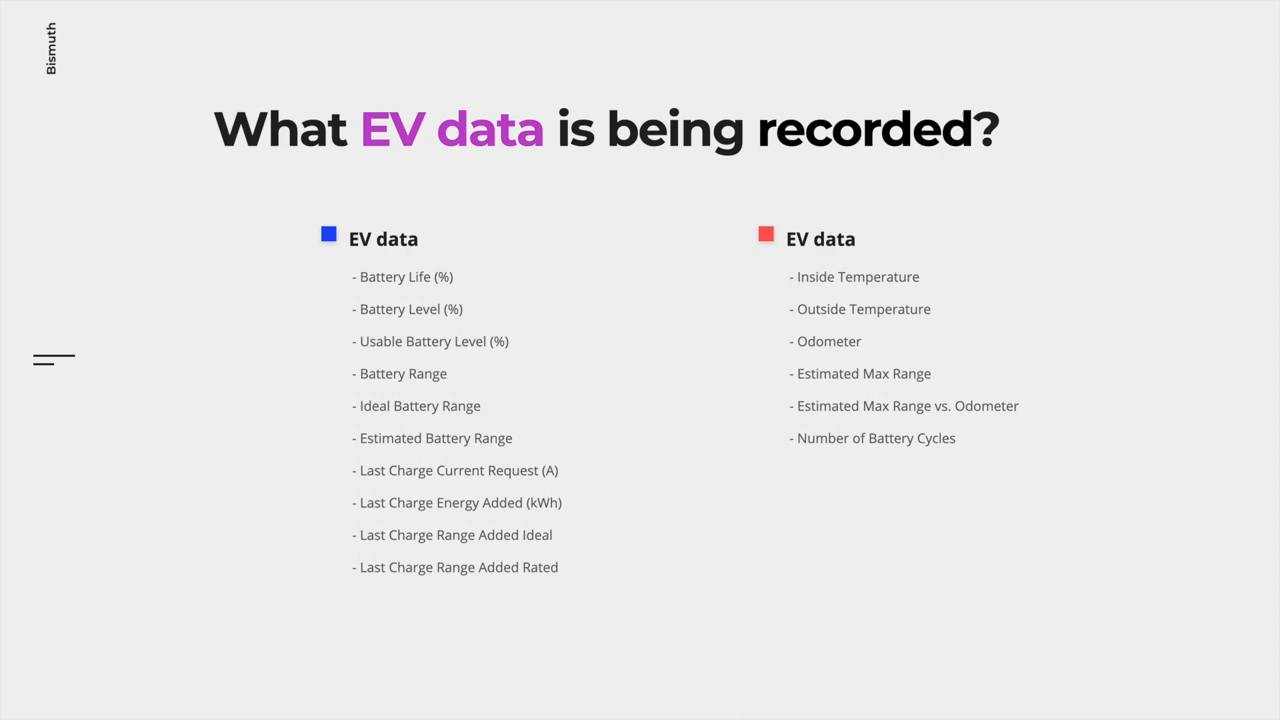 Bismuth
What EV data is being recorded?
EV data
- Battery Life (%)
- Battery Level (%)
- Usable Battery Level (%)
- Battery Range
- Ideal Battery Range
- Estimated Battery Range
- Last Charge Current Request (A)
- Last Charge Energy Added (kWh)
- Last Charge Range Added Ideal
- Last Charge Range Added Rated
EV data
- Inside Temperature
- Outside Temperature
- Odometer
- Estimated Max Range
- Estimated Max Range vs. Odometer
- Number of Battery Cycles